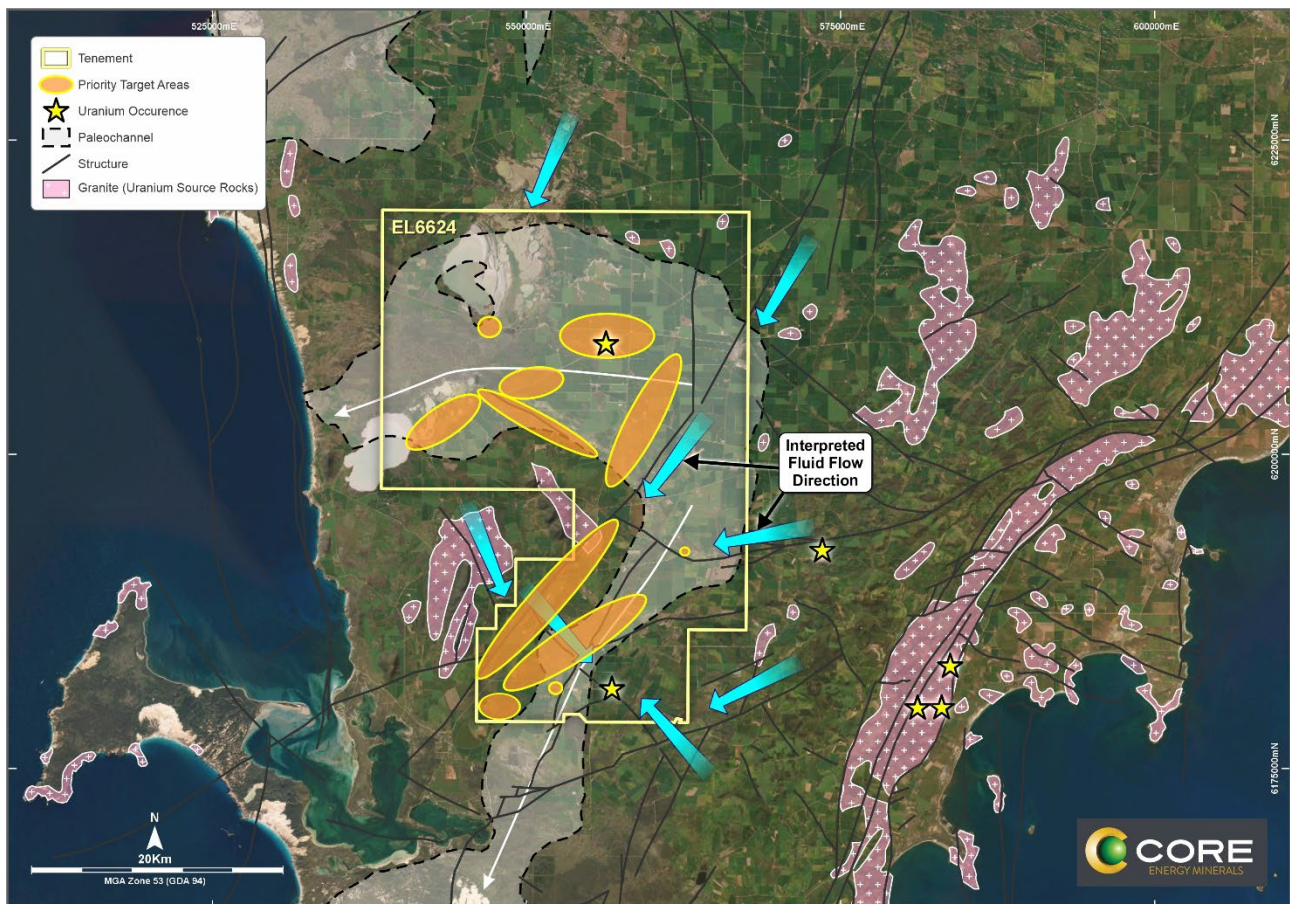 525000mE
550000mE
575000mE
600000mE
Tenement
Priority Target Areas
Uranium Occurence
Paleochannel
Structure
Granite (Uranium Source Rocks)
6225000mN
EL6624
Interpreted
Fluid Flow
Direction
6200000mN
6175000mN
N
20Km
MGA Zone 53 (GDA 94)
CORE
ENERGY MINERALS